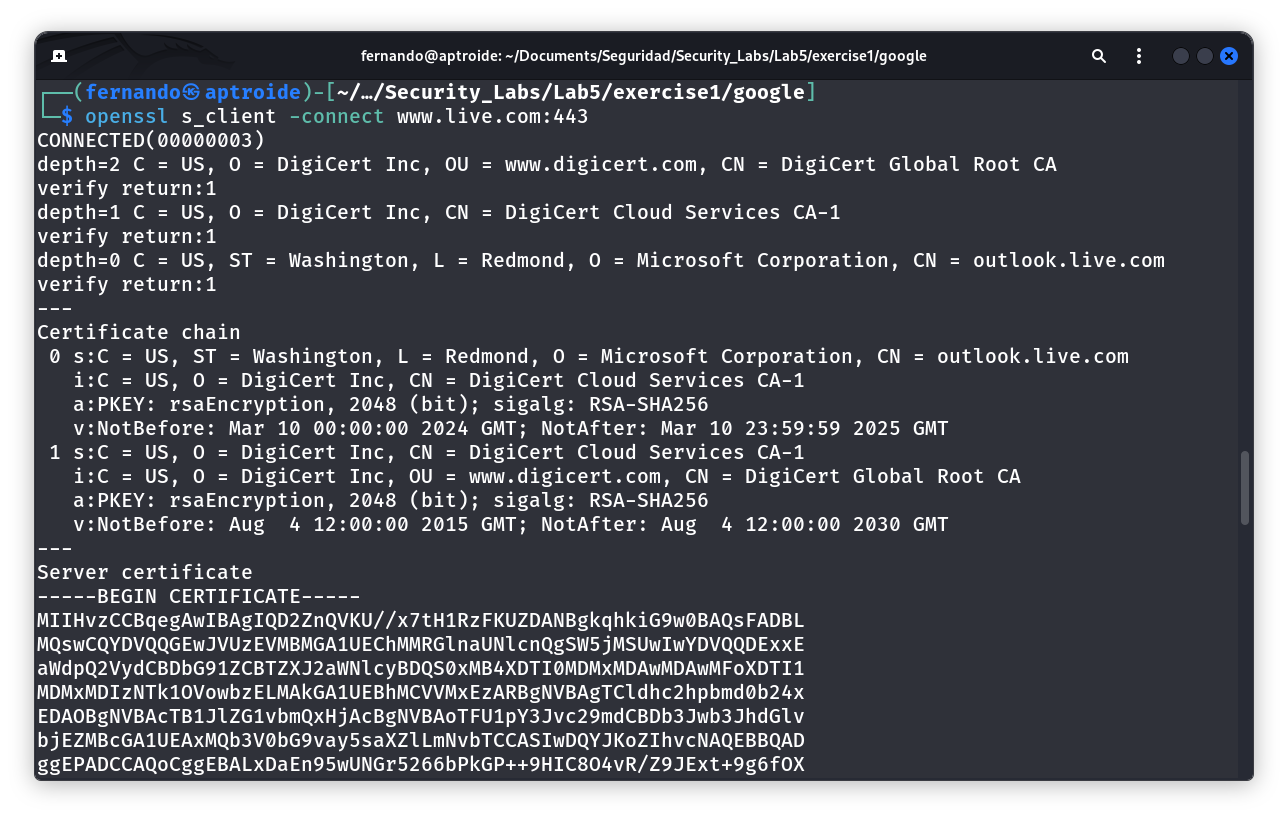 fernando@aptroide: ~/Documents/Seguridad/Security_Labs/Lab5/exercise1/google
┌──(fernando㉿aptroide)-[~/…/Security_Labs/Lab5/exercise1/google]
└─$ openssl s_client -connect www.live.com:443
CONNECTED(00000003)
depth=2 C = US, O = DigiCert Inc, OU = www.digicert.com, CN = DigiCert Global Root CA
verify return:1
depth=1 C = US, O = DigiCert Inc, CN = DigiCert Cloud Services CA-1
verify return:1
depth=0 C = US, ST = Washington, L = Redmond, O = Microsoft Corporation, CN = outlook.live.com
verify return:1
---
Certificate chain
 0 s:C = US, ST = Washington, L = Redmond, O = Microsoft Corporation, CN = outlook.live.com
   i:C = US, O = DigiCert Inc, CN = DigiCert Cloud Services CA-1
   a:PKEY: rsaEncryption, 2048 (bit); sigalg: RSA-SHA256
   v:NotBefore: Mar 10 00:00:00 2024 GMT; NotAfter: Mar 10 23:59:59 2025 GMT
 1 s:C = US, O = DigiCert Inc, CN = DigiCert Cloud Services CA-1
   i:C = US, O = DigiCert Inc, OU = www.digicert.com, CN = DigiCert Global Root CA
   a:PKEY: rsaEncryption, 2048 (bit); sigalg: RSA-SHA256
   v:NotBefore: Aug  4 12:00:00 2015 GMT; NotAfter: Aug  4 12:00:00 2030 GMT
---
Server certificate
-----BEGIN CERTIFICATE-----
MIIHvzCCBqegAwIBAgIQD2ZnQVKU//x7tH1RzFKUZDANBgkqhkiG9w0BAQsFADBL
MQswCQYDVQQGEwJVUzEVMBMGA1UEChMMRGlnaUNlcnQgSW5jMSUwIwYDVQQDExxE
aWdpQ2VydCBDbG91ZCBTZXJ2aWNlcyBDQS0xMB4XDTI0MDMxMDAwMDAwMFoXDTI1
MDMxMDIzNTk1OVowbzELMAkGA1UEBhMCVVMxEzARBgNVBAgTCldhc2hpbmd0b24x
EDAOBgNVBAcTB1JlZG1vbmQxHjAcBgNVBAoTFU1pY3Jvc29mdCBDb3Jwb3JhdGlv
bjEZMBcGA1UEAxMQb3V0bG9vay5saXZlLmNvbTCCASIwDQYJKoZIhvcNAQEBBQAD
ggEPADCCAQoCggEBALxDaEn95wUNGr5266bPkGP++9HIC8O4vR/Z9JExt+9g6fOX